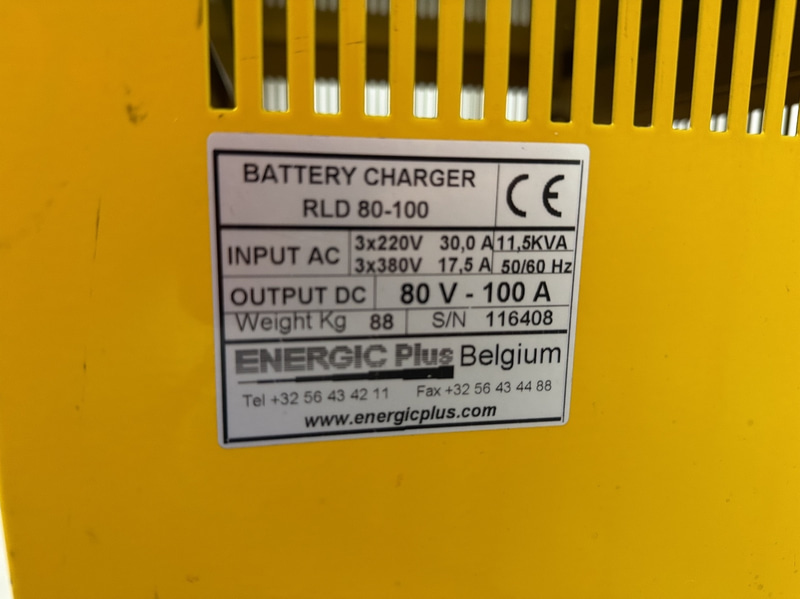 BATTERY CHARGER
RLD 80-100
CE
INPUT AC 3x220V 30,0 A 11,5KVA
3x380V 17,5 A 50/60 Hz
OUTPUT DC 80 V - 100 A
Weight Kg 88 S/N 116408
ENERGIC Plus Belgium
Tel +32 56 43 42 11 Fax +32 56 43 44 88
www.energicplus.com